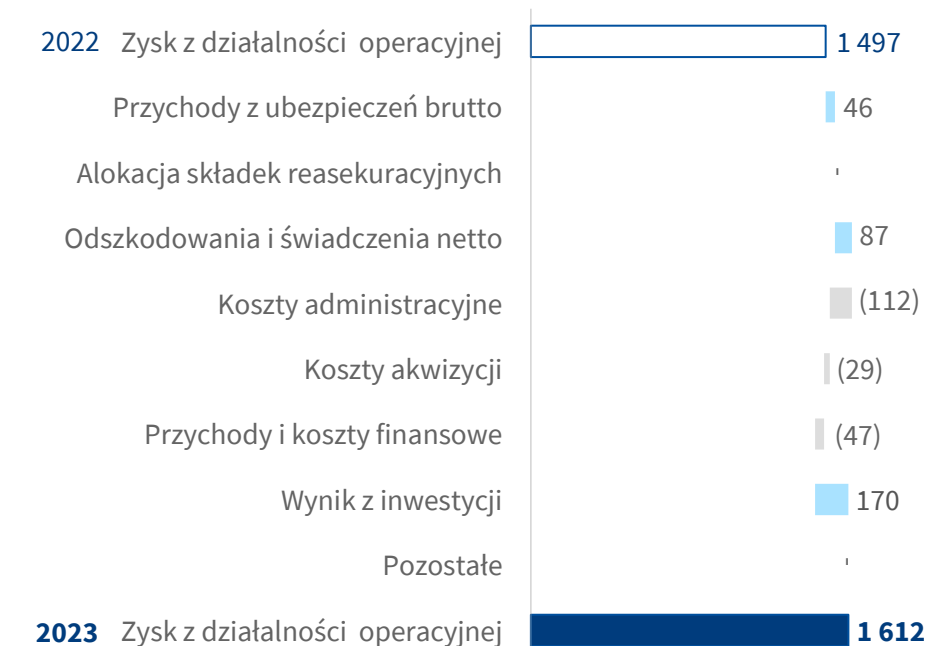 2022 Zysk z działalności operacyjnej 1 497
Przychody z ubezpieczeń brutto 46
Alokacja składek reasekuracyjnych -
Odszkodowania i świadczenia netto 87
Koszty administracyjne (112)
Koszty akwizycji (29)
Przychody i koszty finansowe (47)
Wynik z inwestycji 170
Pozostałe -
2023 Zysk z działalności operacyjnej 1 612